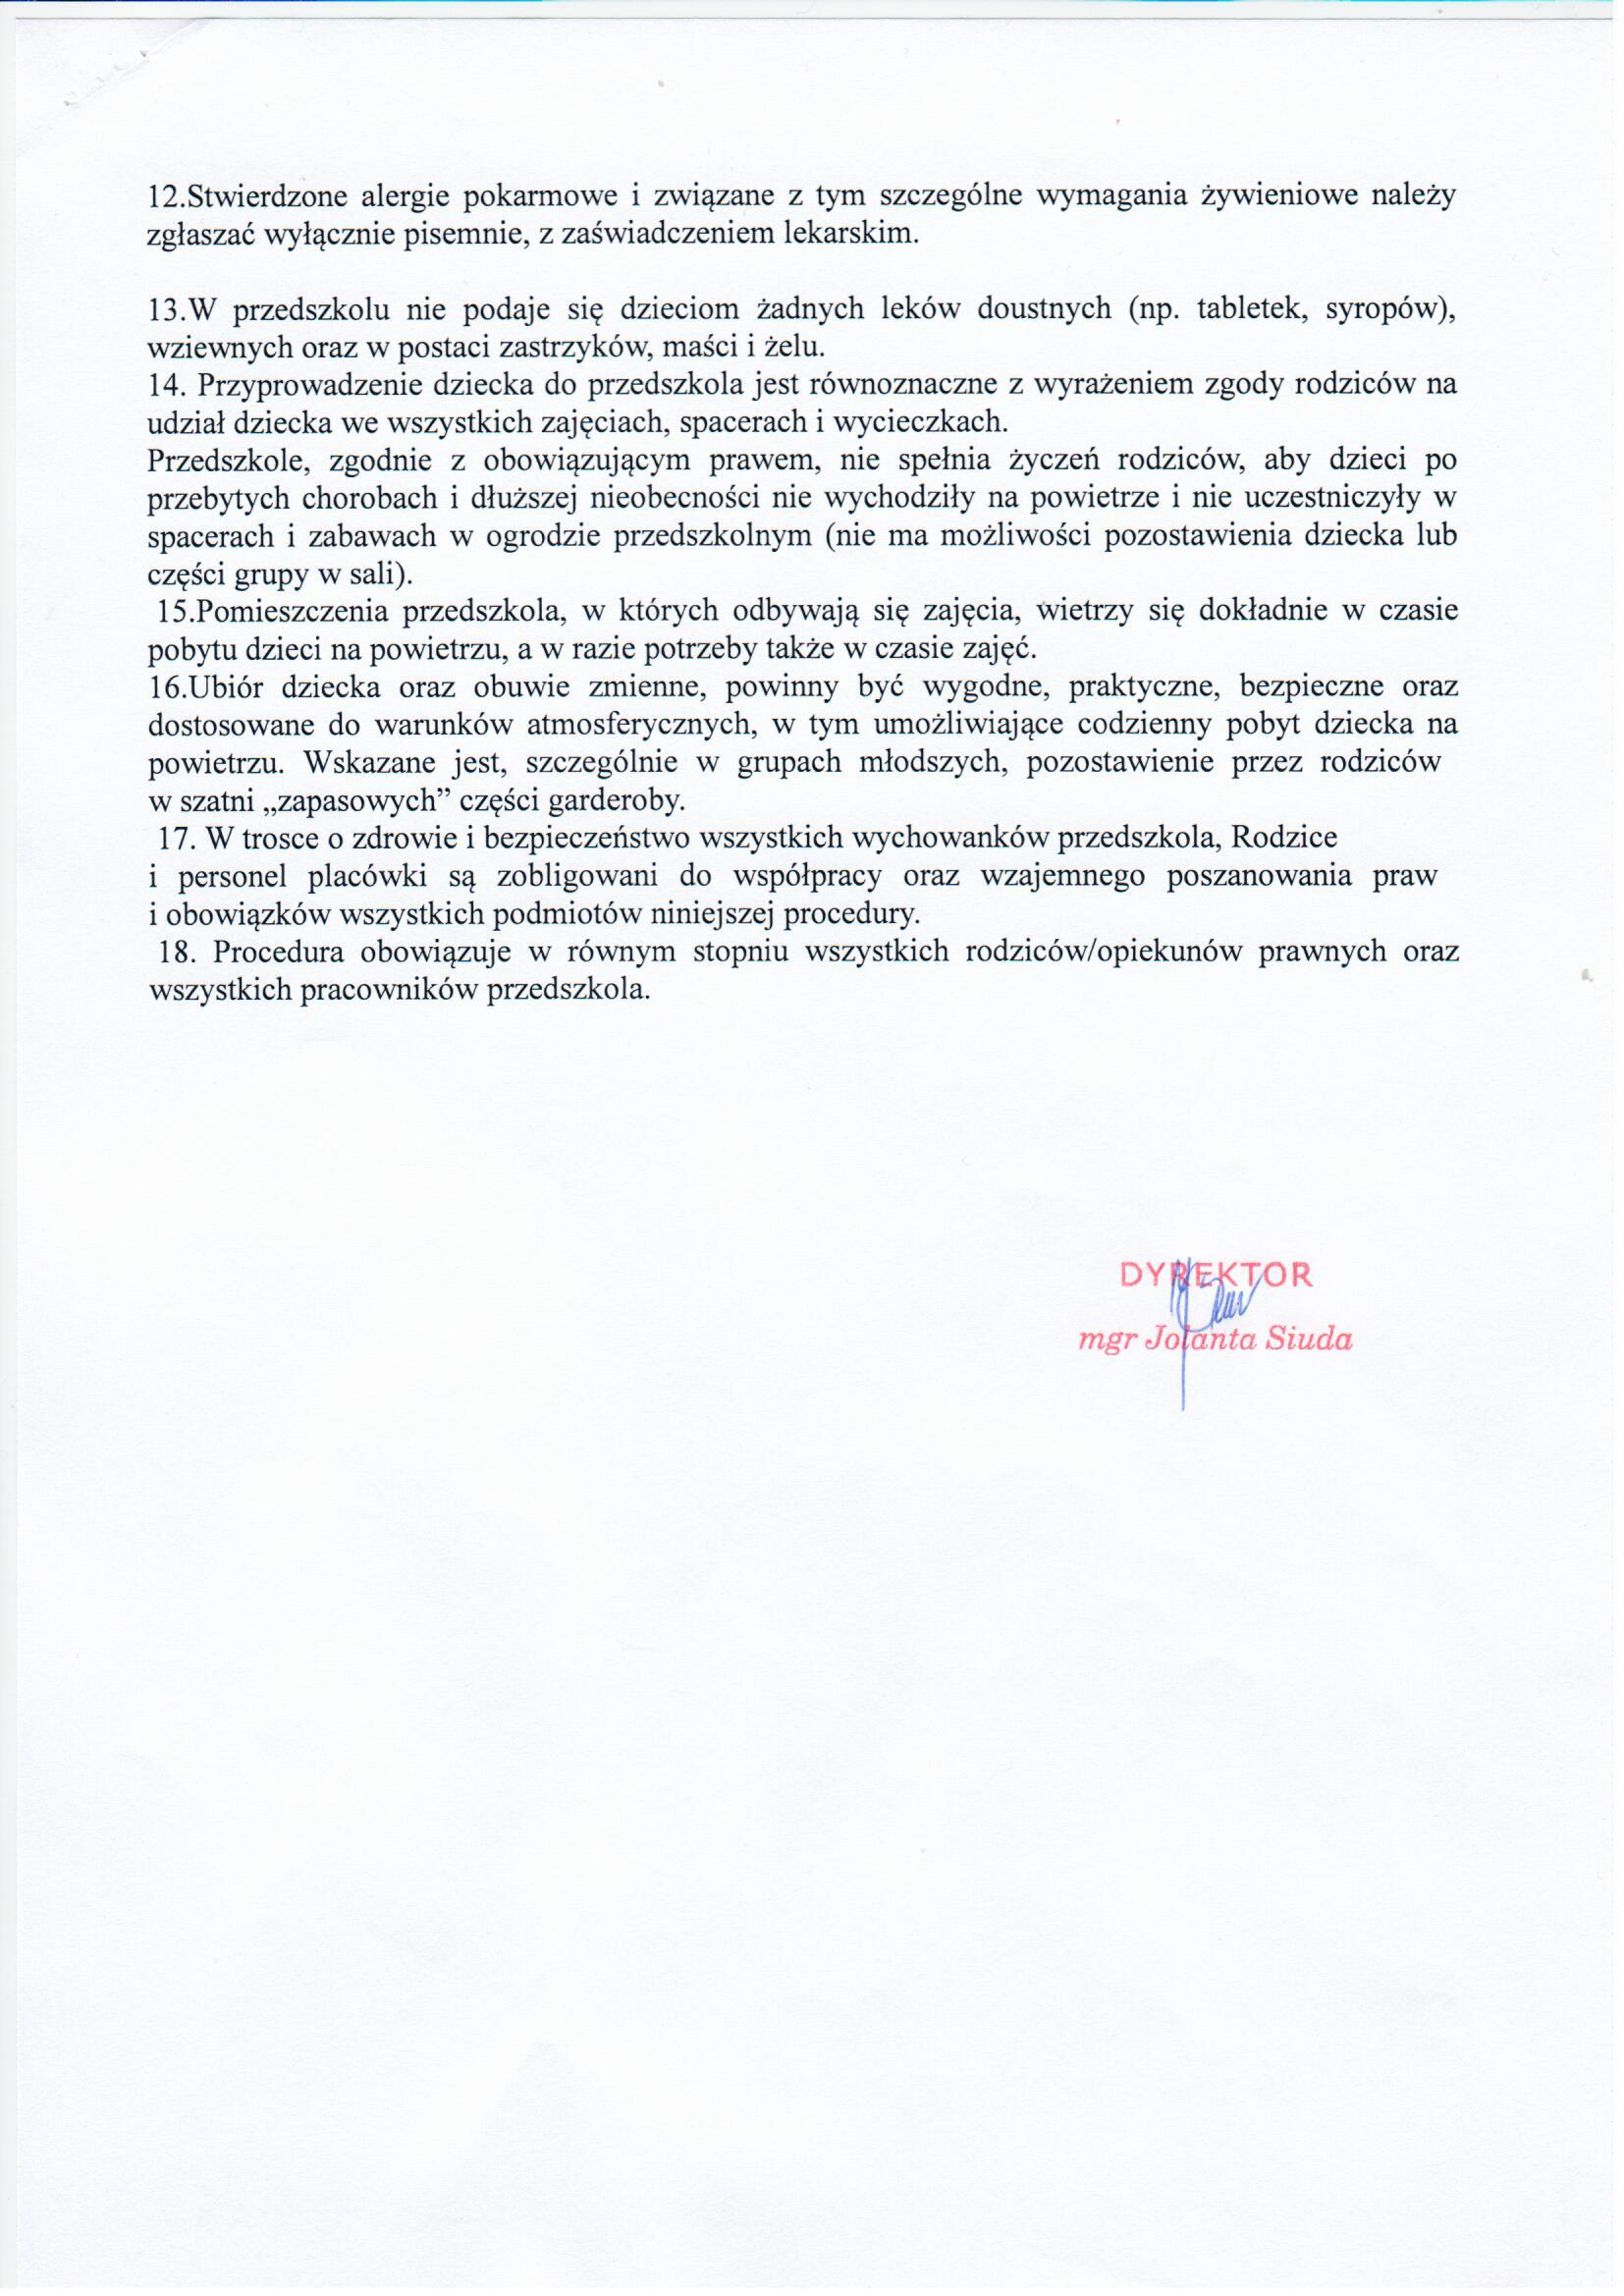 12.Stwierdzone alergie pokarmowe i związane z tym szczególne wymagania żywieniowe należy
zgłaszać wyłącznie pisemnie, z zaświadczeniem lekarskim.
13.W przedszkolu nie podaje się dzieciom żadnych leków doustnych (np. tabletek, syropów),
wziewnych oraz w postaci zastrzyków, maści i żelu.
14. Przyprowadzenie dziecka do przedszkola jest równoznaczne z wyrażeniem zgody rodziców na
udział dziecka we wszystkich zajęciach, spacerach i wycieczkach.
Przedszkole, zgodnie z obowiązującym prawem, nie spełnia życzeń rodziców, aby dzieci po
przebytych chorobach i dłuższej nieobecności nie wychodziły na powietrze i nie uczestniczyły w
spacerach i zabawach w ogrodzie przedszkolnym (nie ma możliwości pozostawienia dziecka lub
części grupy w sali).
15.Pomieszczenia przedszkola, w których odbywają się zajęcia, wietrzy się dokładnie w czasie
pobytu dzieci na powietrzu, a w razie potrzeby także w czasie zajęć.
16.Ubiór dziecka oraz obuwie zmienne, powinny być wygodne, praktyczne, bezpieczne oraz
dostosowane do warunków atmosferycznych, w tym umożliwiające codzienny pobyt dziecka na
powietrzu. Wskazane jest, szczególnie w grupach młodszych, pozostawienie przez rodziców
w szatni „zapasowych” części garderoby.
17. W trosce o zdrowie i bezpieczeństwo wszystkich wychowanków przedszkola, Rodzice
i personel placówki są zobligowani do współpracy oraz wzajemnego poszanowania praw
i obowiązków wszystkich podmiotów niniejszej procedury.
18. Procedura obowiązuje w równym stopniu wszystkich rodziców/opiekunów prawnych oraz
wszystkich pracowników przedszkola.
DYREKTOR
mgr Jolanta Siuda